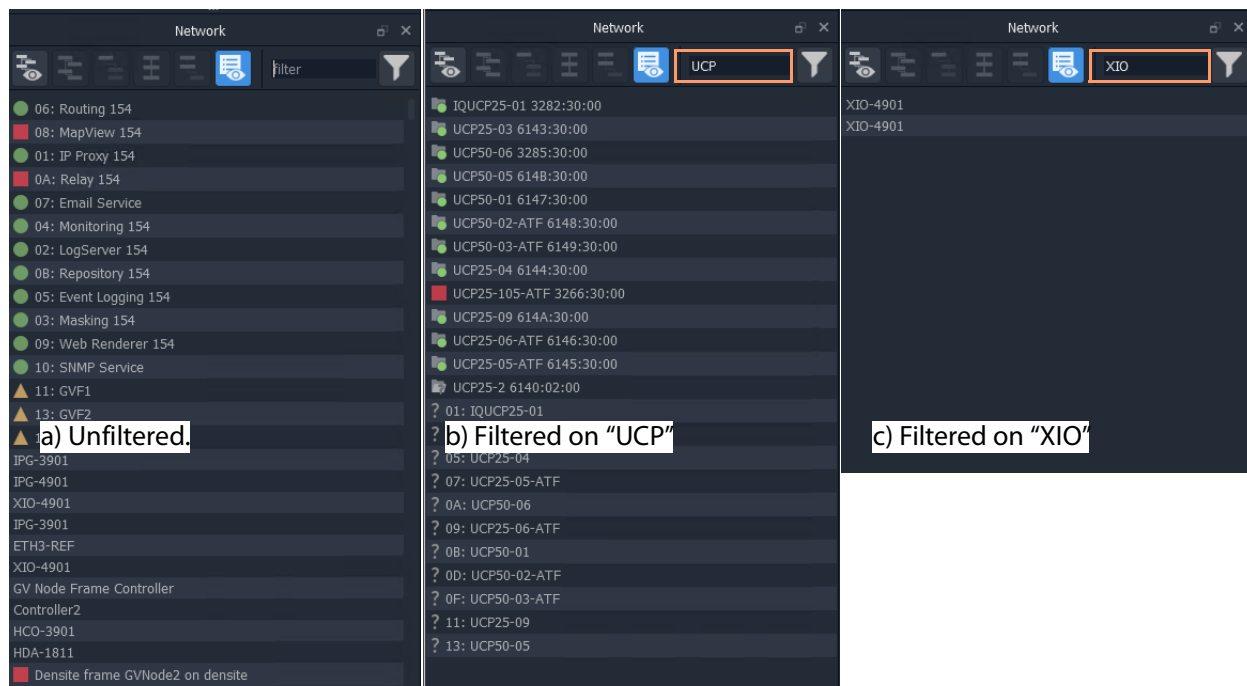 Network
filter
06: Routing 154
08: MapView 154
01: IP Proxy 154
0A: Relay 154
07: Email Service
04: Monitoring 154
02: LogServer 154
0B: Repository 154
05: Event Logging 154
03: Masking 154
09: Web Renderer 154
10: SNMP Service
11: GVF1
13: GVF2
a) Unfiltered.
IPG-3901
IPG-4901
XIO-4901
IPG-3901
ETH3-REF
XIO-4901
GV Node Frame Controller
Controller2
HCO-3901
HDA-1811
Densite frame GVNode2 on densite
Network
UCP
IQUCP25-01 3282:30:00
UCP25-03 6143:30:00
UCP50-06 3285:30:00
UCP50-05 614B:30:00
UCP50-01 6147:30:00
UCP50-02-ATF 6148:30:00
UCP50-03-ATF 6149:30:00
UCP25-04 6144:30:00
UCP25-105-ATF 3266:30:00
UCP25-09 614A:30:00
UCP25-06-ATF 6146:30:00
UCP25-05-ATF 6145:30:00
UCP25-2 6140:02:00
? 01: IQUCP25-01
?
b) Filtered on “UCP”
? 05: UCP25-04
? 07: UCP25-05-ATF
? 0A: UCP50-06
? 09: UCP25-06-ATF
? 0B: UCP50-01
? 0D: UCP50-02-ATF
? 0F: UCP50-03-ATF
? 11: UCP25-09
? 13: UCP50-05
Network
XIO
XIO-4901
XIO-4901
c) Filtered on “XIO”